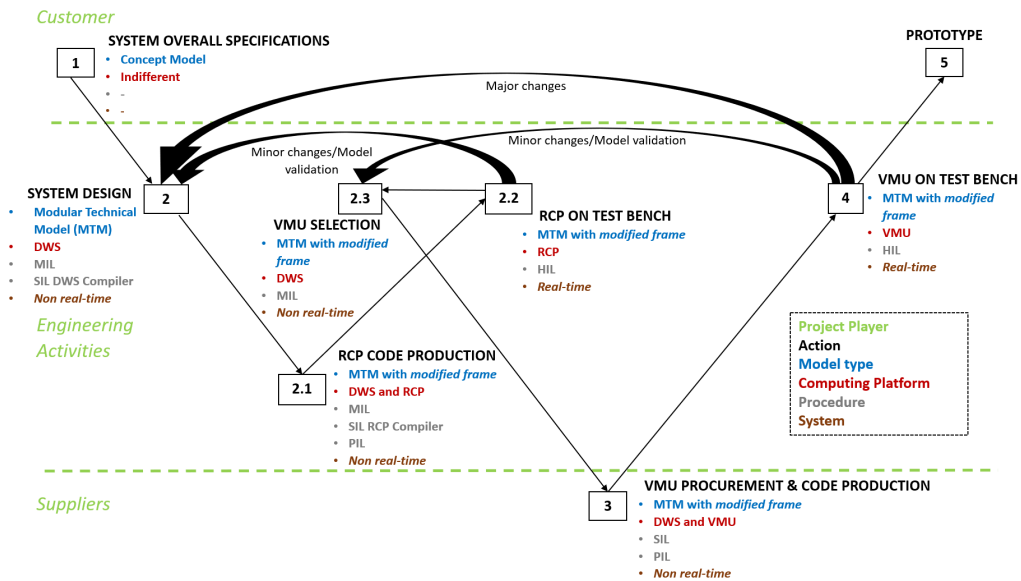 Customer
1
SYSTEM OVERALL SPECIFICATIONS
• Concept Model
• Indifferent
• -
• -
PROTOTYPE
5
Major changes
Minor changes/Model
validation
Minor changes/Model validation
SYSTEM DESIGN
2
• Modular Technical
Model (MTM)
• DWS
• MIL
• SIL DWS Compiler
• Non real-time
2.3
VMU SELECTION
• MTM with modified
frame
• DWS
• MIL
• Non real-time
2.2
RCP ON TEST BENCH
• MTM with modified frame
• RCP
• HIL
• Real-time
4
VMU ON TEST BENCH
• MTM with modified
frame
• VMU
• HIL
• Real-time
Engineering
Activities
2.1
RCP CODE PRODUCTION
• MTM with modified frame
• DWS and RCP
• MIL
• SIL RCP Compiler
• PIL
• Non real-time
Project Player
Action
Model type
Computing Platform
Procedure
System
Suppliers
3
VMU PROCUREMENT & CODE PRODUCTION
• MTM with modified frame
• DWS and VMU
• SIL
• PIL
• Non real-time